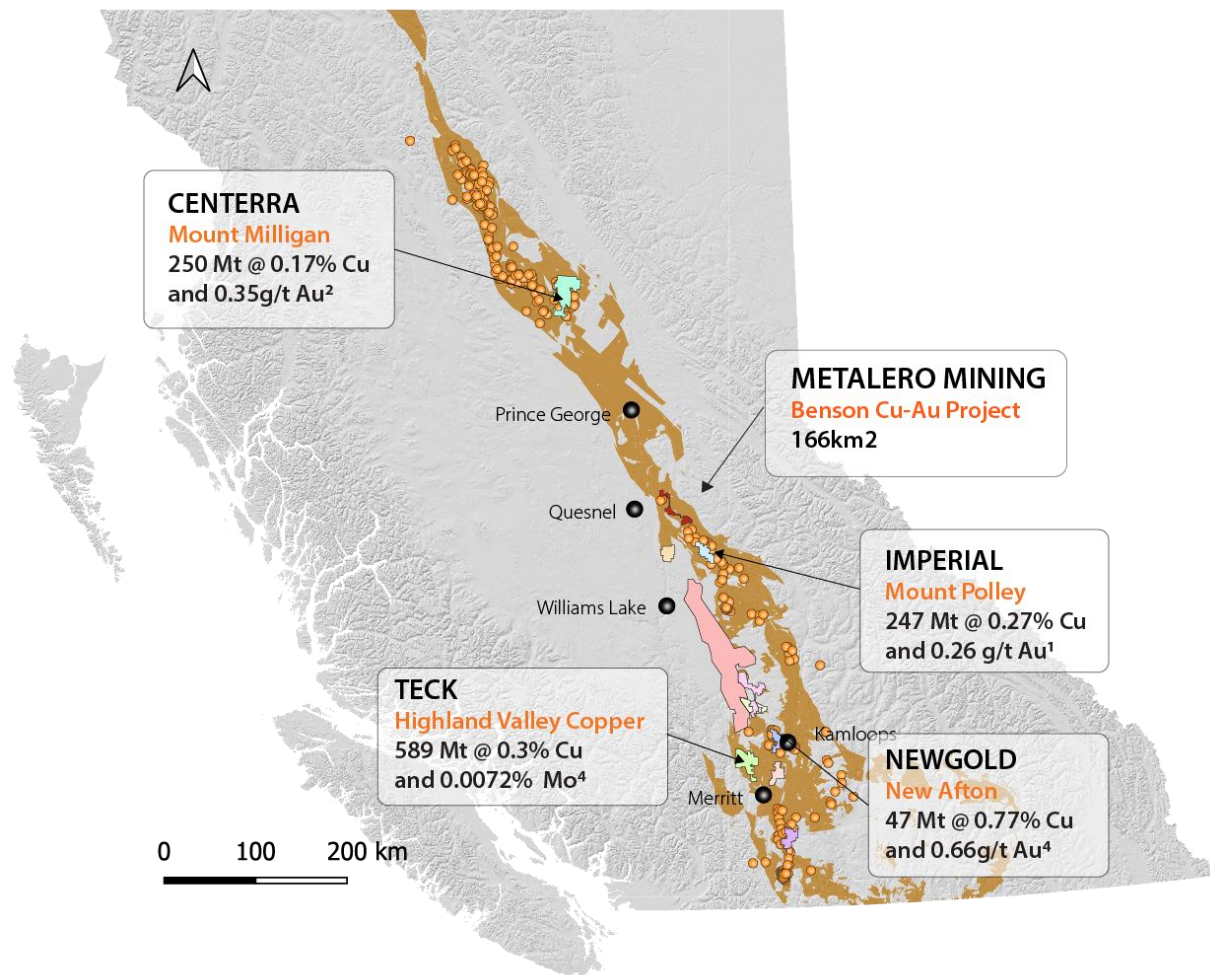 CENTERRA
Mount Milligan
250 Mt @ 0.17% Cu
and 0.35g/t Au²
METALERO MINING
Benson Cu-Au Project
166km2
Prince George
Quesnel
IMPERIAL
Mount Polley
247 Mt @ 0.27% Cu
and 0.26 g/t Au¹
Williams Lake
TECK
Highland Valley Copper
589 Mt @ 0.3% Cu
and 0.0072% Mo⁴
Kamloops
NEWGOLD
New Afton
47 Mt @ 0.77% Cu
and 0.66g/t Au⁴
Merritt
0 100 200 km